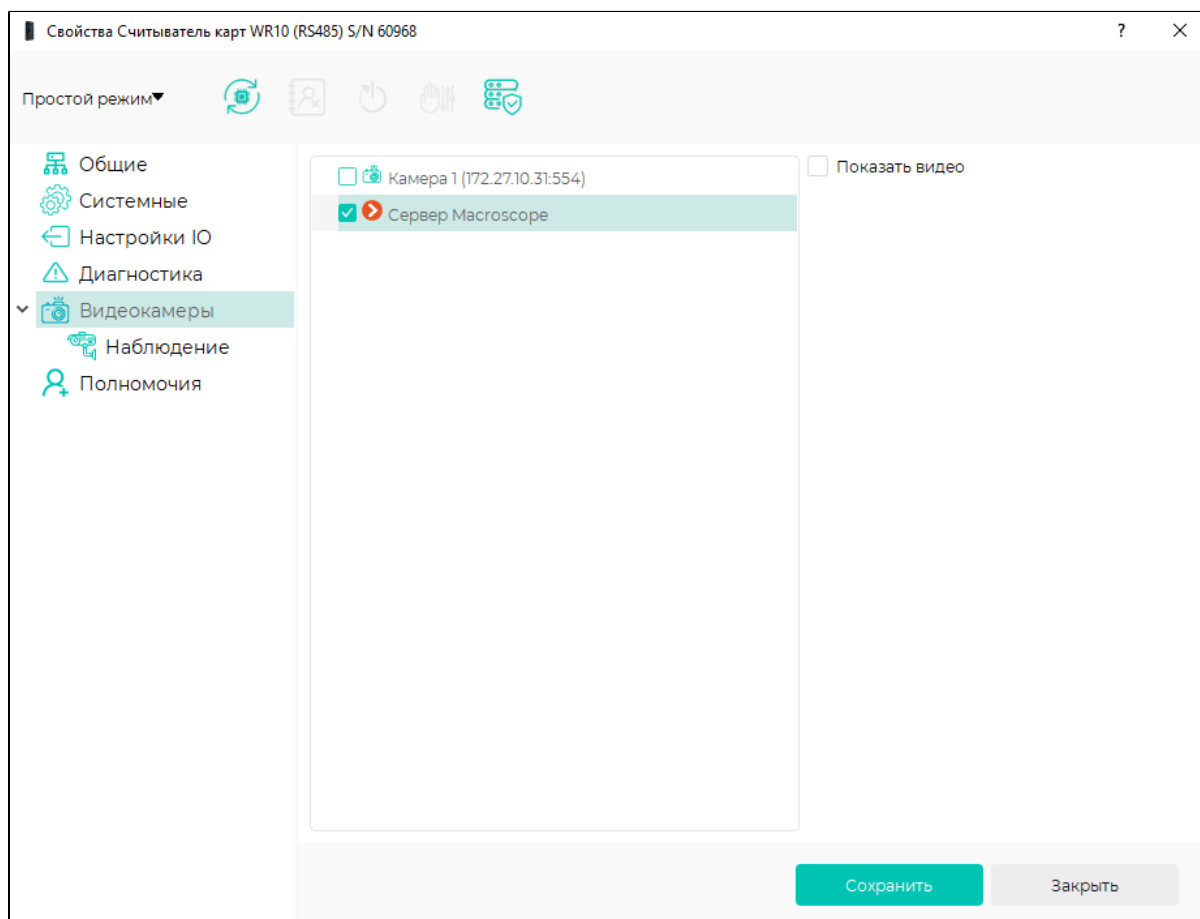 Свойства Считыватель карт WR10 (RS485) S/N 60968
?
Простой режим
Общие
Системные
Настройки IO
Диагностика
Видеокамеры
Наблюдение
Полномочия
Камера 1 (172.27.10.31:554)
Сервер Macroscope
Показать видео
Сохранить
Закрыть